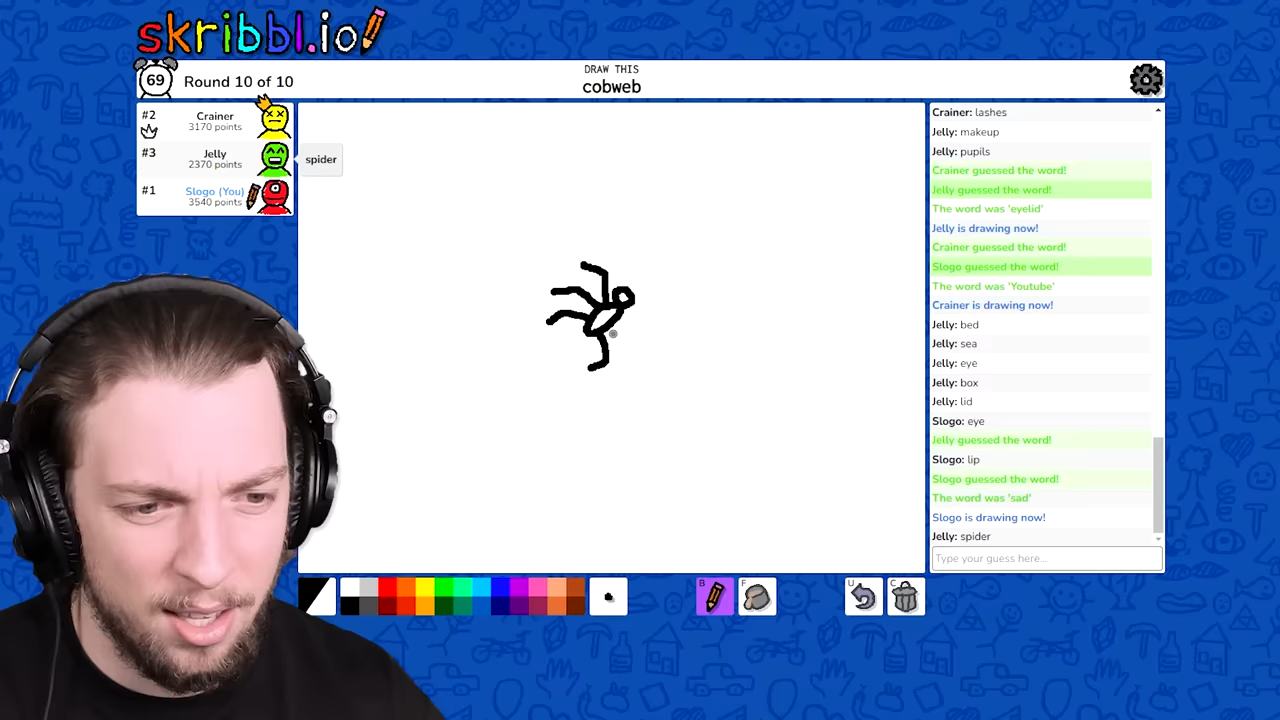 skribbl.io
69
Round 10 of 10
DRAW THIS
cobweb
#2
Crainer
3170 points
#3
Jelly
2370 points
spider
#1
Slogo (You)
3540 points
Crainer: lashes
Jelly: makeup
Jelly: pupils
Crainer guessed the word!
Jelly guessed the word!
The word was 'eyelid'
Jelly is drawing now!
Crainer guessed the word!
Slogo guessed the word!
The word was 'Youtube'
Crainer is drawing now!
Jelly: bed
Jelly: sea
Jelly: eye
Jelly: box
Jelly: lid
Slogo: eye
Jelly guessed the word!
Slogo: lip
Slogo guessed the word!
The word was 'sad'
Slogo is drawing now!
Jelly: spider
Type your guess here...
B
F
U
C